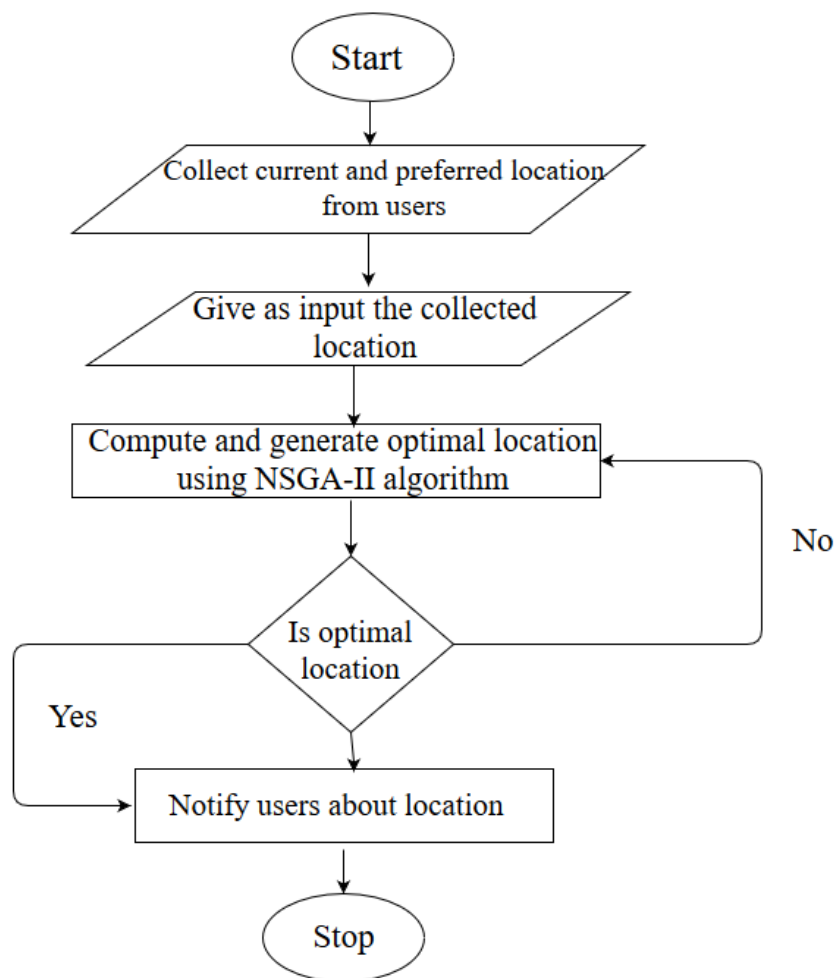 Start
Collect current and preferred location
from users
Give as input the collected
location
Compute and generate optimal location
using NSGA-II algorithm
No
Is optimal
location
Yes
Notify users about location
Stop